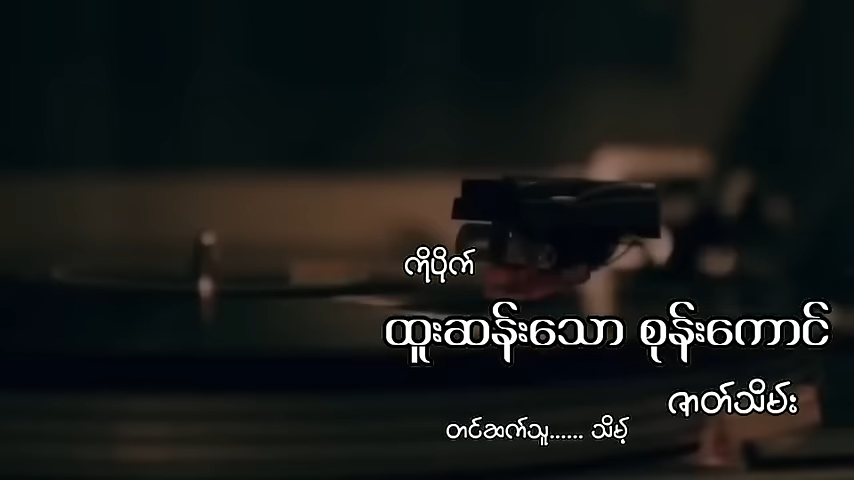 ကိုပိုက်
ထူးဆန်းသော စုန်းကောင်
ဇာတ်သိမ်း
တင်ဆက်သူ...... သိမ့်